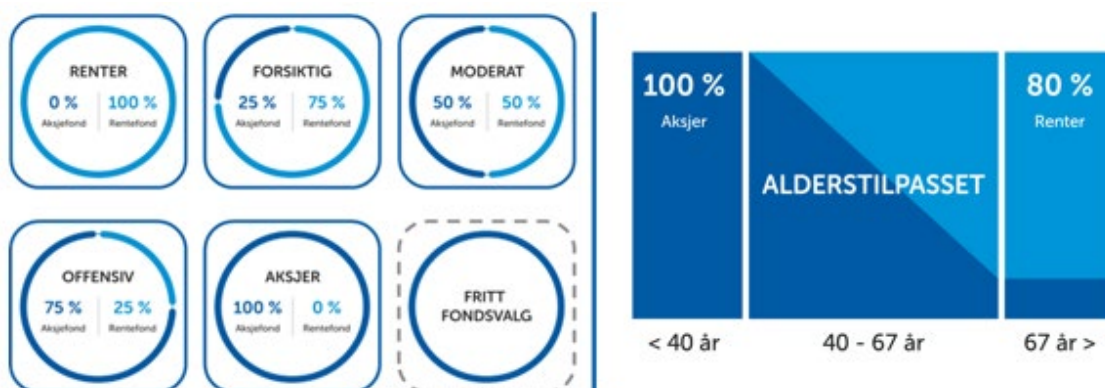 RENTER
0 % 100 %
Aksjefond Rentefond
FORSIKTIG
25 % 75 %
Aksjefond Rentefond
MODERAT
50 % 50 %
Aksjefond Rentefond
OFFENSIV
75 % 25 %
Aksjefond Rentefond
AKSJER
100 % 0 %
Aksjefond Rentefond
FRITT
FONDSVALG
100 %
Aksjer
ALDERSTILPASSET
80 %
Renter
< 40 år
40 - 67 år
67 år >